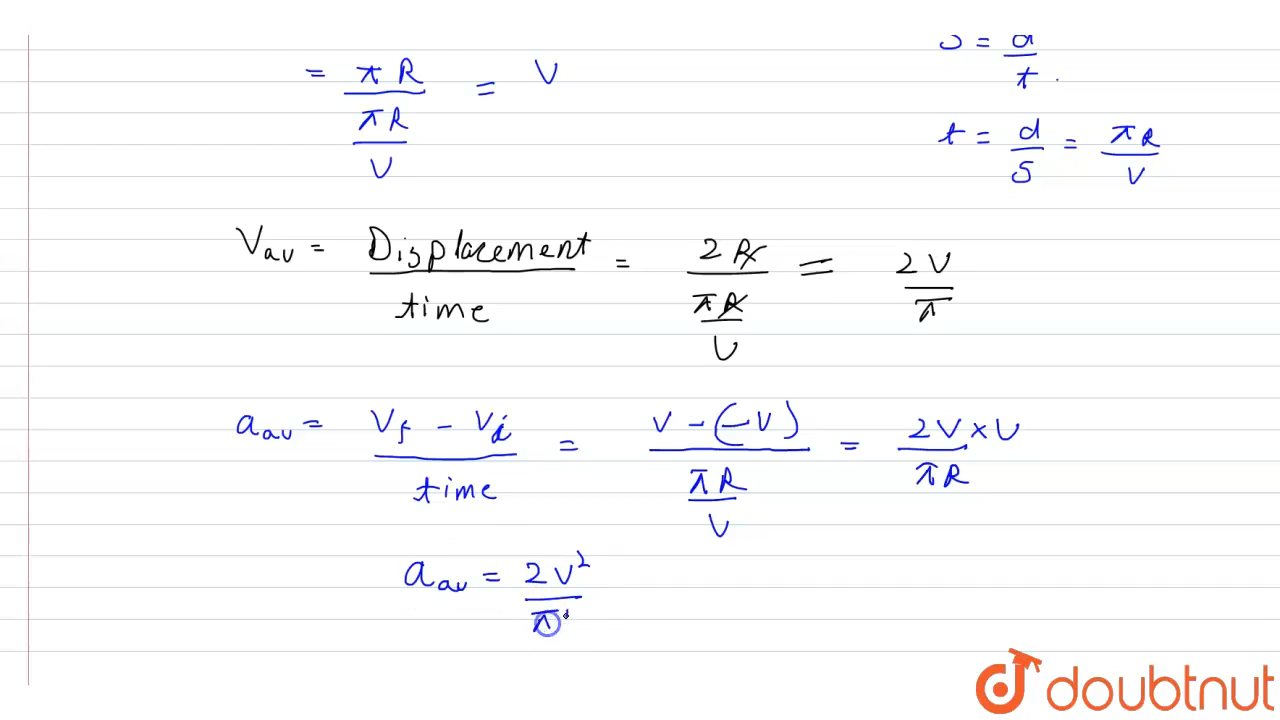 S = d/t
= πR/(πR/V) = V
t = d/S = πR/V
Vav = Displacement/time = 2R/(πR/V) = 2V/π
aav = Vf - Vi/time = V-(-V)/(πR/V) = 2V×V/πR
aav = 2V²/π
doubtnut